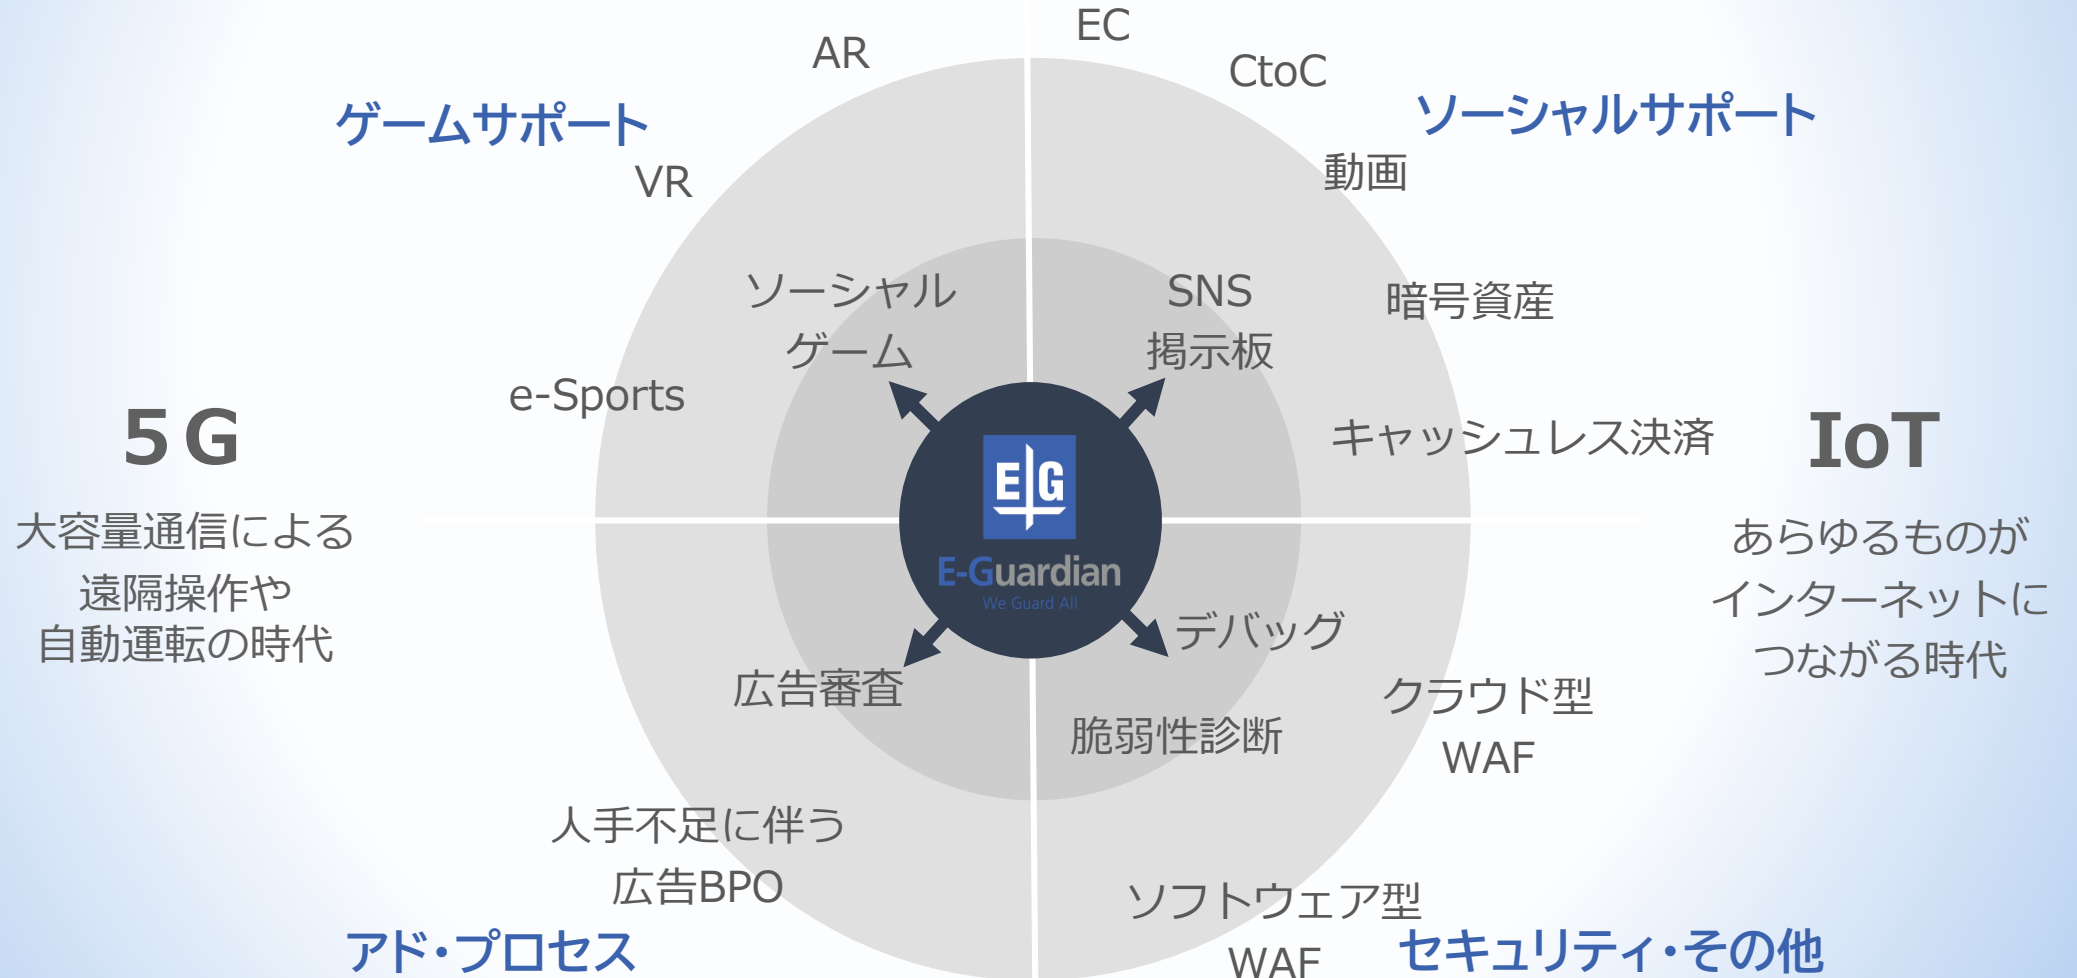 EC
AR
CtoC
ゲームサポート
ソーシャルサポート
VR
動画
ソーシャル
ゲーム
SNS
掲示板
暗号資産
e-Sports
キャッシュレス決済
5G
大容量通信による
遠隔操作や
自動運転の時代
IoT
あらゆるものが
インターネットに
つながる時代
EG
E-Guardian
We Guard All
デバッグ
広告審査
脆弱性診断
クラウド型
WAF
人手不足に伴う
広告BPO
ソフトウェア型
WAF
アド・プロセス
セキュリティ・その他